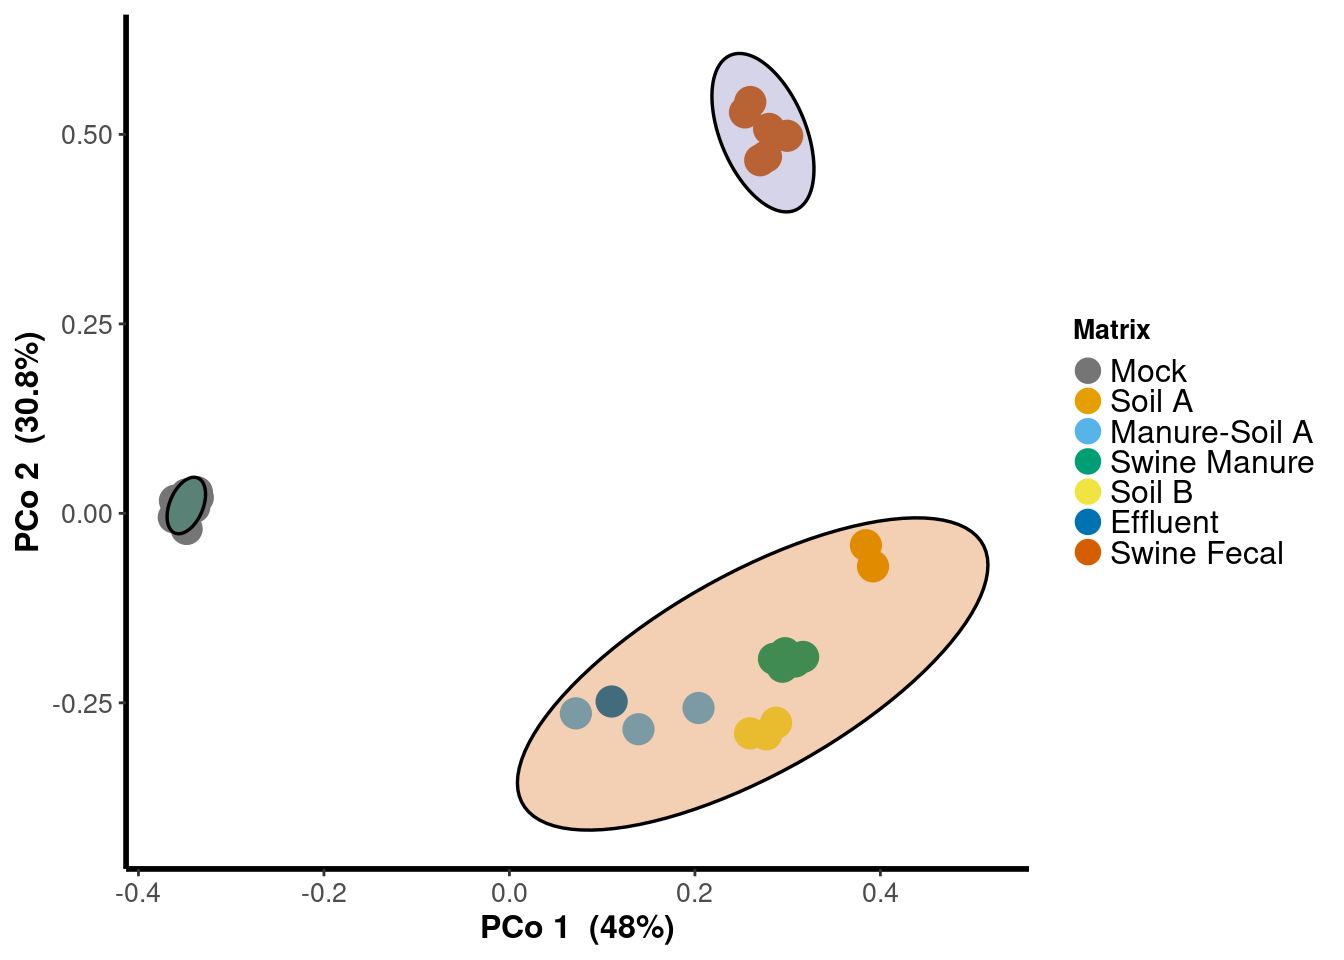 0.50
0.25
0.00
-0.25
PCo 2 (30.8%)
-0.4
-0.2
0.0
0.2
0.4
PCo 1 (48%)
Matrix
Mock
Soil A
Manure-Soil A
Swine Manure
Soil B
Effluent
Swine Fecal